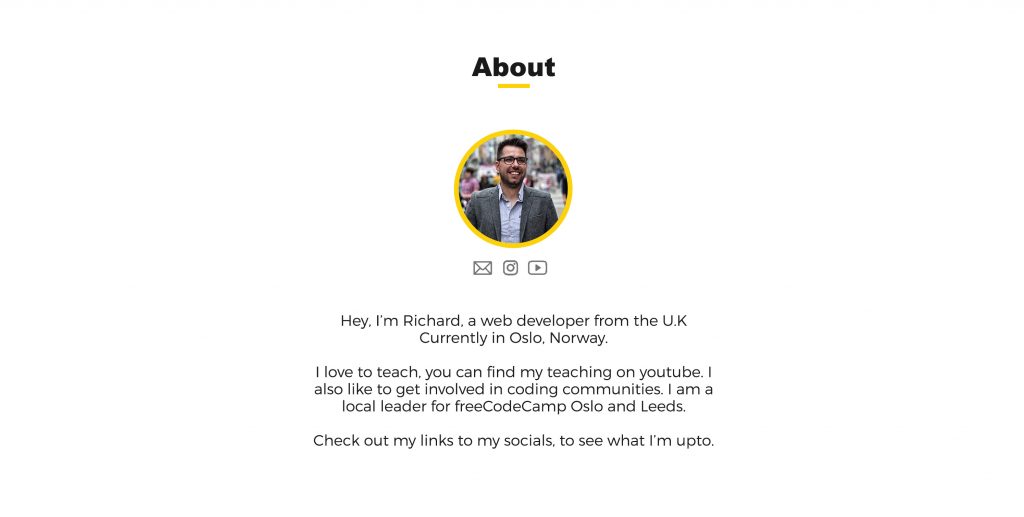 About
Hey, I’m Richard, a web developer from the U.K
Currently in Oslo, Norway.
I love to teach, you can find my teaching on youtube. I
also like to get involved in coding communities. I am a
local leader for freeCodeCamp Oslo and Leeds.
Check out my links to my socials, to see what I’m upto.